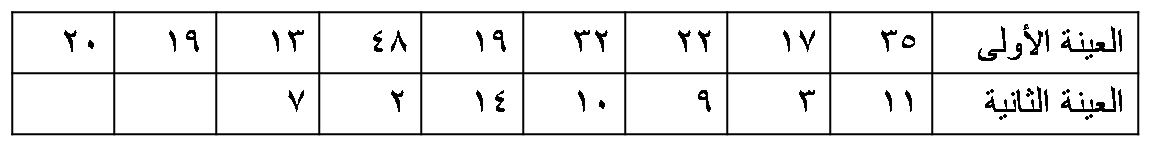 العينة الأولى ٣٥ ١٧ ٢٢ ٣٢ ١٩ ٤٨ ١٣ ١٩ ٢٠
العينة الثانية ١١ ٣ ٩ ١٠ ١٤ ٢ ٧